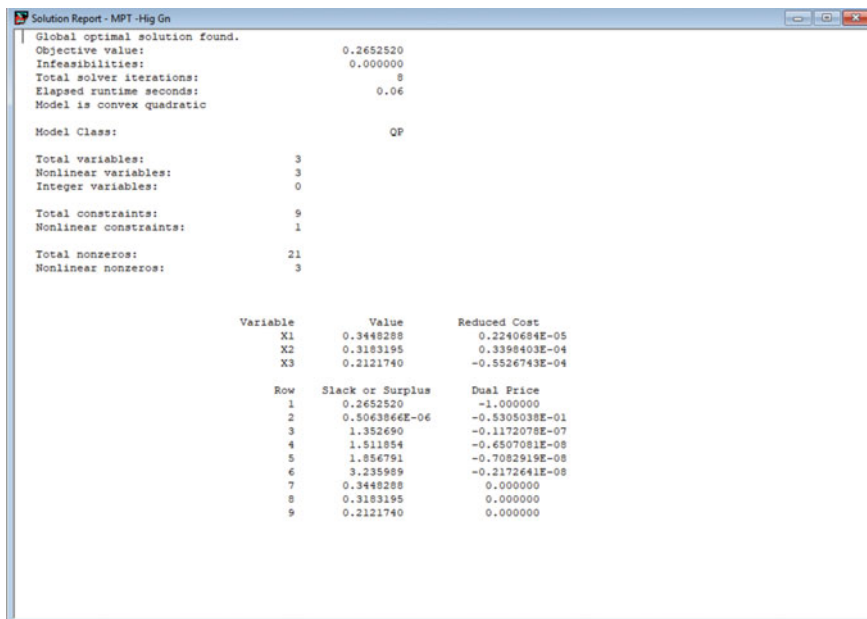 Solution Report - MPT -Hig Gn
Global optimal solution found.
Objective value: 0.2652520
Infeasibilities: 0.000000
Total solver iterations: 8
Elapsed runtime seconds: 0.06
Model is convex quadratic
Model Class: QP
Total variables: 3
Nonlinear variables: 3
Integer variables: 0
Total constraints: 9
Nonlinear constraints: 1
Total nonzeros: 21
Nonlinear nonzeros: 3
Variable Value Reduced Cost
X1 0.3448288 0.2240684E-05
X2 0.3183195 0.3398403E-04
X3 0.2121740 -0.5526743E-04
Row Slack or Surplus Dual Price
1 0.2652520 -1.000000
2 0.5063866E-06 -0.5305038E-01
3 1.352690 -0.1172078E-07
4 1.511854 -0.6507081E-08
5 1.856791 -0.7082919E-08
6 3.235989 -0.2172641E-08
7 0.3448288 0.000000
8 0.3183195 0.000000
9 0.2121740 0.000000